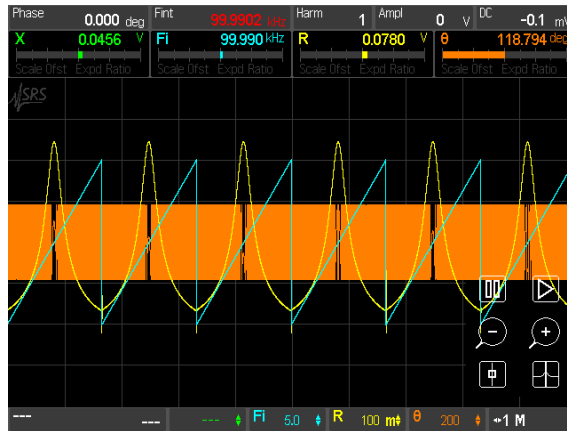 Phase 0.000 deg Fint 99.9902 kHz Harm 1 Ampl 0 V DC -0.1 mV
X 0.0456 V Fi 99.990 kHz R 0.0780 V θ 118.794 deg
Scale Ofst Expd Ratio Scale Ofst Expd Ratio Scale Ofst Expd Ratio Scale Ofst Expd Ratio
SRS
--- --- --- Fi 5.0 R 100 m θ 200 1 M